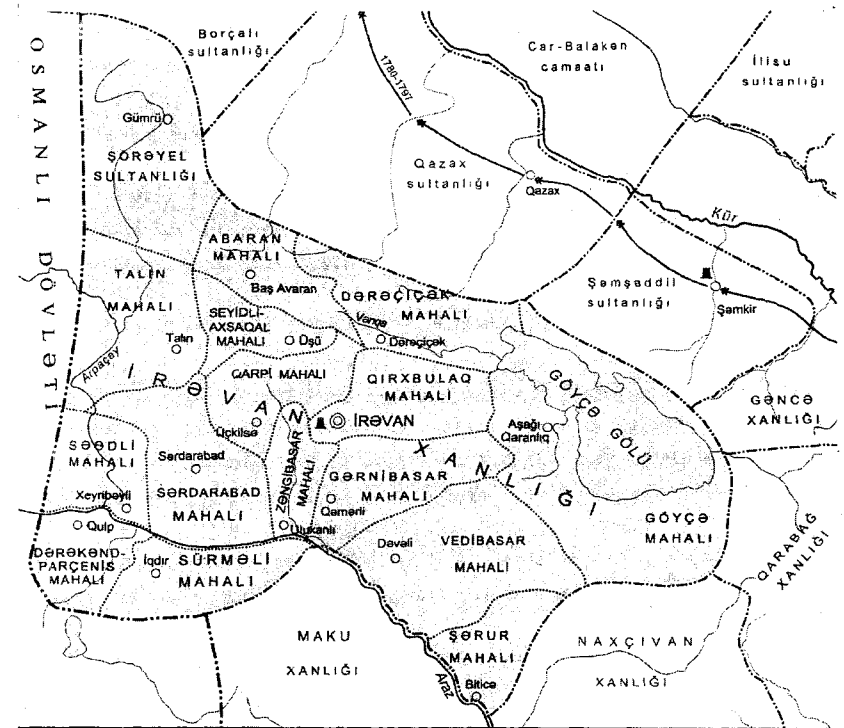 OSMANLI DÖVLƏTİ
Borçalı
sultanlığı
1780-1797
Car-Balakən
camaatı
İlisu
sultanlığı
Gümrü
ŞÖRƏYEL
SULTANLIĞI
Qazax
sultanlığı
Qazax
Kür
ABARAN
MAHALI
Baş Avaran
TALIN
MAHALI
DƏRƏÇİÇƏK
MAHALI
Şəmşəddil
sultanlığı
Şəmkir
SEYİDLİ-
AXSAQAL
MAHALI
Üşü
Dərəçiçək
Talın
Arpaçay
QARPİ MAHALI
QIRXBULAQ
MAHALI
GÖYÇƏ GÖLÜ
GƏNCƏ
XANLIĞI
İRƏVAN XANLIĞI
Üçkilsə
İRƏVAN
Aşağı
Qaranlıq
SƏƏDLİ
MAHALI
Sərdarabad
ZƏNGİBASAR
MAHALI
GƏRNİBASAR
MAHALI
Xeyribəyli
SƏRDARABAD
MAHALI
Qəmərli
Qulp
Ulukanlı
VEDİBASAR
MAHALI
GÖYÇƏ
MAHALI
QARABAĞ
XANLIĞI
Dəvəli
DƏRƏKƏND-
PARÇENİS
MAHALI
İqdır
SÜRMƏLİ
MAHALI
MAKU
XANLIĞI
ŞƏRUR
MAHALI
NAXÇIVAN
XANLIĞI
Araz
Biticə